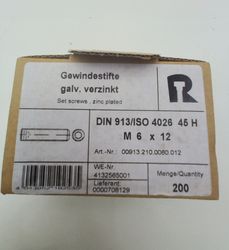 Gewindestifte
galv. verzinkt
Set screws , zinc plated
DIN 913/ISO 4026 45 H
M 6 x 12
Art.-Nr.: 00913.210.0060.012
WE-Nr.:
4132565001
Lieferant:
0000708129
Menge/Quantity
200